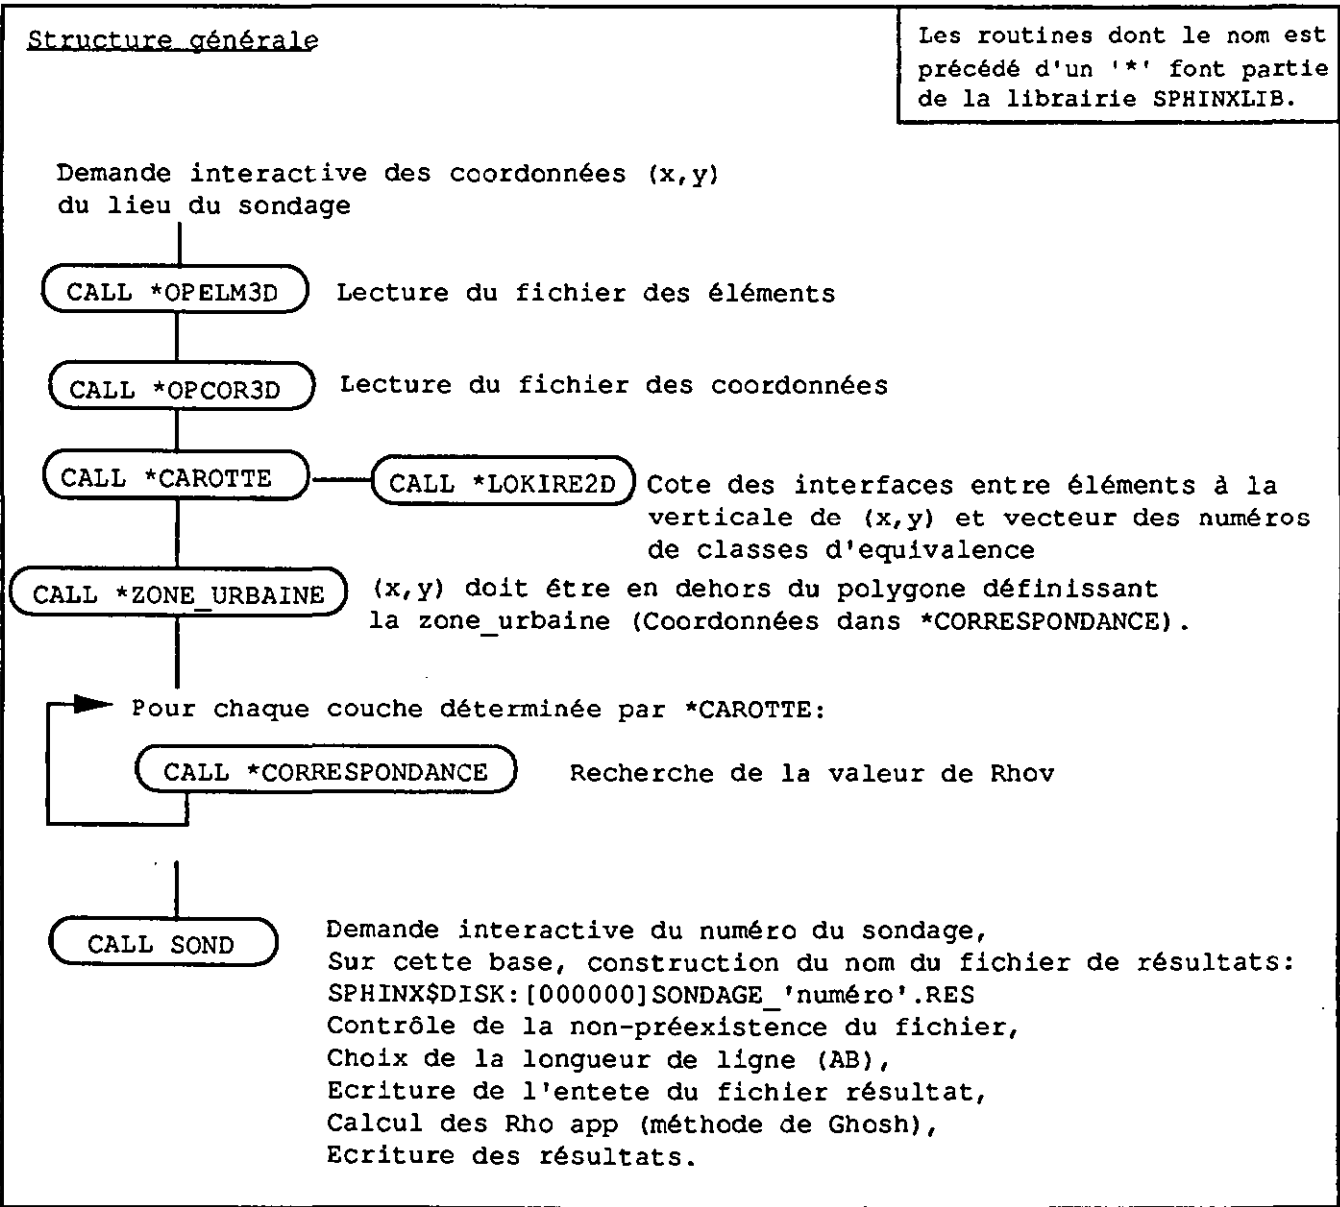 Structure générale
Les routines dont le nom est
précédé d'un '*' font partie
de la librairie SPHINXLIB.
Demande interactive des coordonnées (x,y)
du lieu du sondage
CALL *OPELM3D
Lecture du fichier des éléments
CALL *OPCOR3D
Lecture du fichier des coordonnées
CALL *CAROTTE
CALL *LOKIRE2D
Cote des interfaces entre éléments à la
verticale de (x,y) et vecteur des numéros
de classes d'equivalence
CALL *ZONE_URBAINE
(x,y) doit être en dehors du polygone définissant
la zone_urbaine (Coordonnées dans *CORRESPONDANCE).
Pour chaque couche déterminée par *CAROTTE:
CALL *CORRESPONDANCE
Recherche de la valeur de Rhov
CALL SOND
Demande interactive du numéro du sondage,
Sur cette base, construction du nom du fichier de résultats:
SPHINX$DISK:[000000]SONDAGE_'numéro'.RES
Contrôle de la non-préexistence du fichier,
Choix de la longueur de ligne (AB),
Ecriture de l'entete du fichier résultat,
Calcul des Rho app (méthode de Ghosh),
Ecriture des résultats.